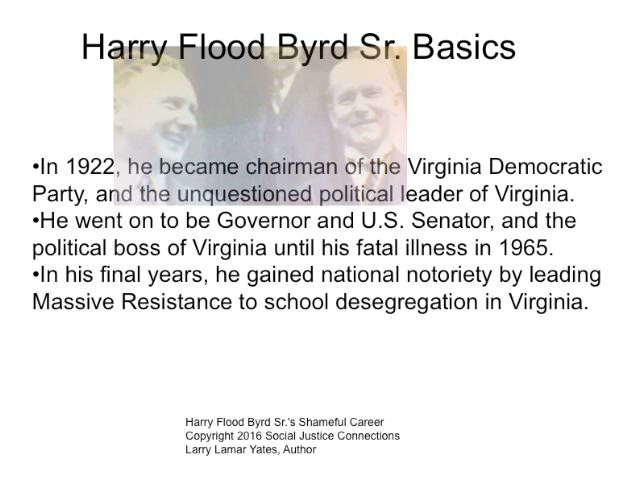 Harry Flood Byrd Sr. Basics
•In 1922, he became chairman of the Virginia Democratic
Party, and the unquestioned political leader of Virginia.
•He went on to be Governor and U.S. Senator, and the
political boss of Virginia until his fatal illness in 1965.
•In his final years, he gained national notoriety by leading
Massive Resistance to school desegregation in Virginia.
Harry Flood Byrd Sr.'s Shameful Career
Copyright 2016 Social Justice Connections
Larry Lamar Yates, Author